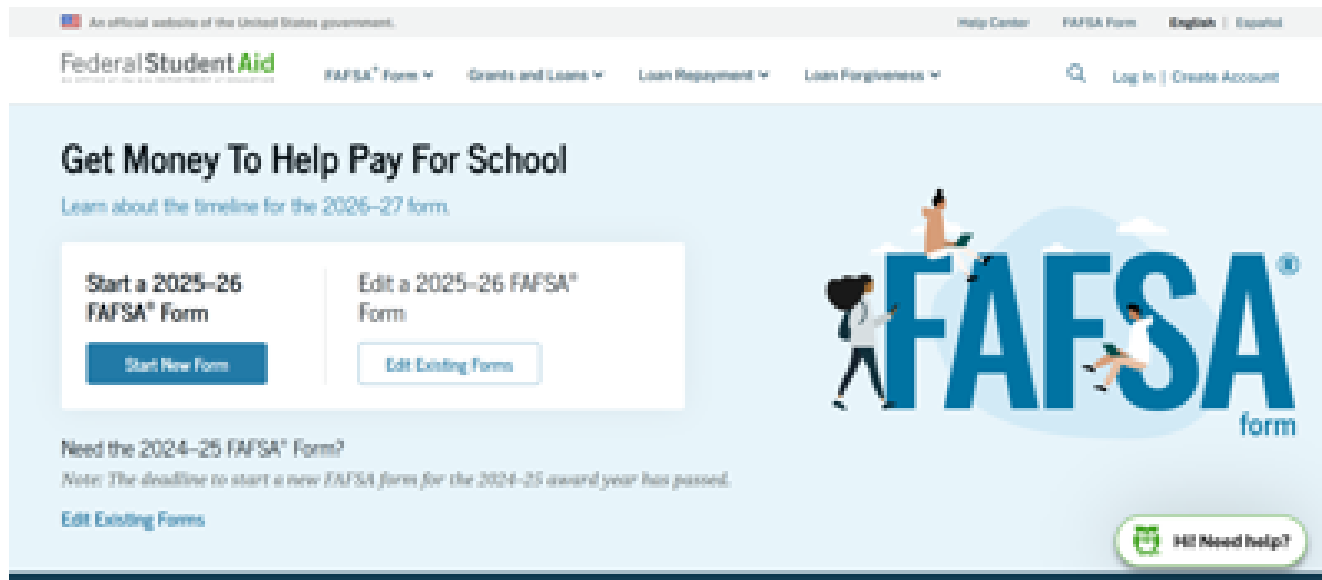 An official website of the United States government.
Help Center FAFSA Form English | Español
Federal Student Aid
FAFSA® Form Grants and Loans Loan Repayment Loan Forgiveness Log In | Create Account
Get Money To Help Pay For School
Learn about the timeline for the 2026–27 form.
Start a 2025–26
FAFSA® Form
Start New Form
Edit a 2025–26 FAFSA®
Form
Edit Existing Forms
Need the 2024–25 FAFSA® Form?
Note: The deadline to start a new FAFSA form for the 2024-25 award year has passed.
Edit Existing Forms
FAFSA®
form
Hi! Need help?